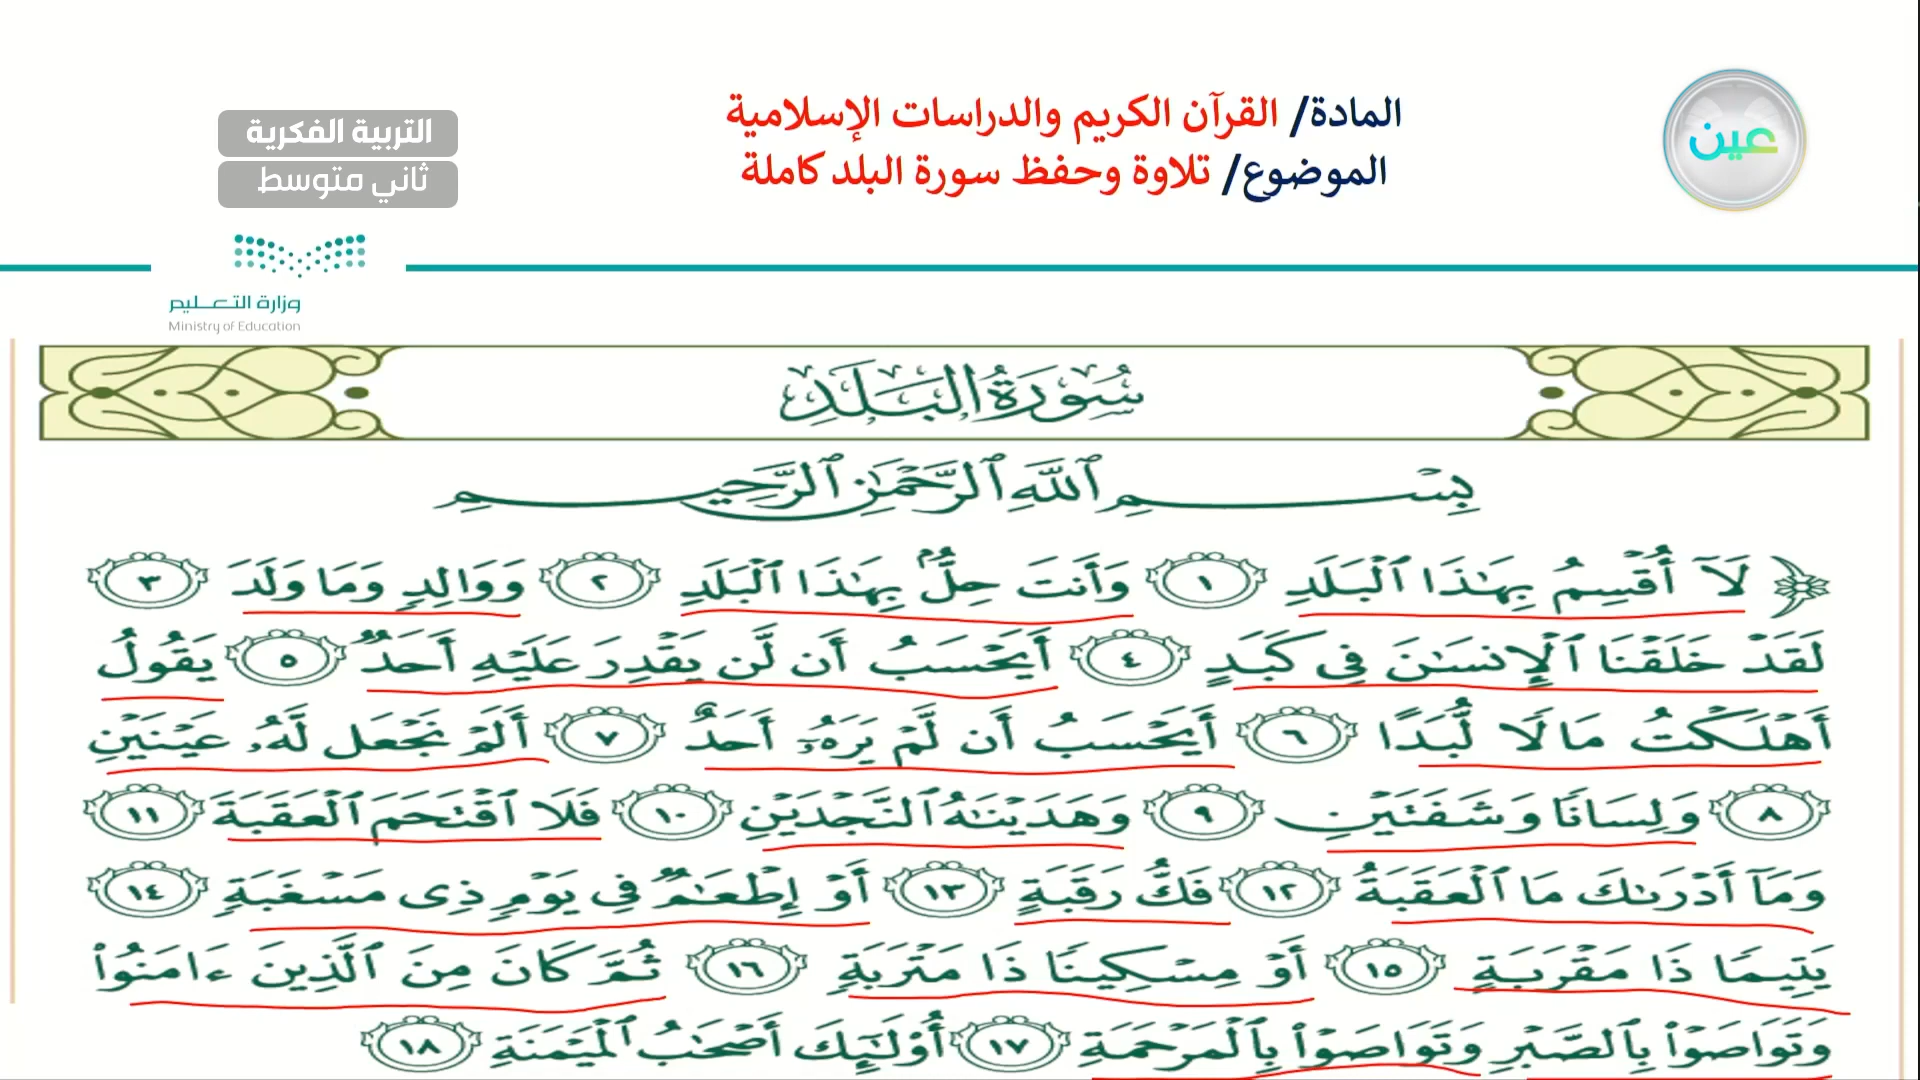 المادة/ القرآن الكريم والدراسات الإسلامية
الموضوع/ تلاوة وحفظ سورة البلد كاملة
عين
التربية الفكرية
ثاني متوسط
وزارة التعليم
Ministry of Education
سُورَةُ البَلَدِ
بِسْمِ ٱللَّهِ ٱلرَّحْمَٰنِ ٱلرَّحِيمِ
﴿ لَآ أُقْسِمُ بِهَٰذَا ٱلْبَلَدِ ١ وَأَنتَ حِلٌّۢ بِهَٰذَا ٱلْبَلَدِ ٢ وَوَالِدٍ وَمَا وَلَدَ ٣
لَقَدْ خَلَقْنَا ٱلْإِنسَٰنَ فِى كَبَدٍ ٤ أَيَحْسَبُ أَن لَّن يَقْدِرَ عَلَيْهِ أَحَدٌ ٥ يَقُولُ
أَهْلَكْتُ مَالًا لُّبَدًا ٦ أَيَحْسَبُ أَن لَّمْ يَرَهُۥٓ أَحَدٌ ٧ أَلَمْ نَجْعَل لَّهُۥ عَيْنَيْنِ
٨ وَلِسَانًا وَشَفَتَيْنِ ٩ وَهَدَيْنَٰهُ ٱلنَّجْدَيْنِ ١٠ فَلَا ٱقْتَحَمَ ٱلْعَقَبَةَ ١١
وَمَآ أَدْرَىٰكَ مَا ٱلْعَقَبَةُ ١٢ فَكُّ رَقَبَةٍ ١٣ أَوْ إِطْعَٰمٌ فِى يَوْمٍ ذِى مَسْغَبَةٍ ١٤
يَتِيمًا ذَا مَقْرَبَةٍ ١٥ أَوْ مِسْكِينًا ذَا مَتْرَبَةٍ ١٦ ثُمَّ كَانَ مِنَ ٱلَّذِينَ ءَامَنُوا۟
وَتَوَاصَوْا۟ بِٱلصَّبْرِ وَتَوَاصَوْا۟ بِٱلْمَرْحَمَةِ ١٧ أُو۟لَٰٓئِكَ أَصْحَٰبُ ٱلْمَيْمَنَةِ ١٨